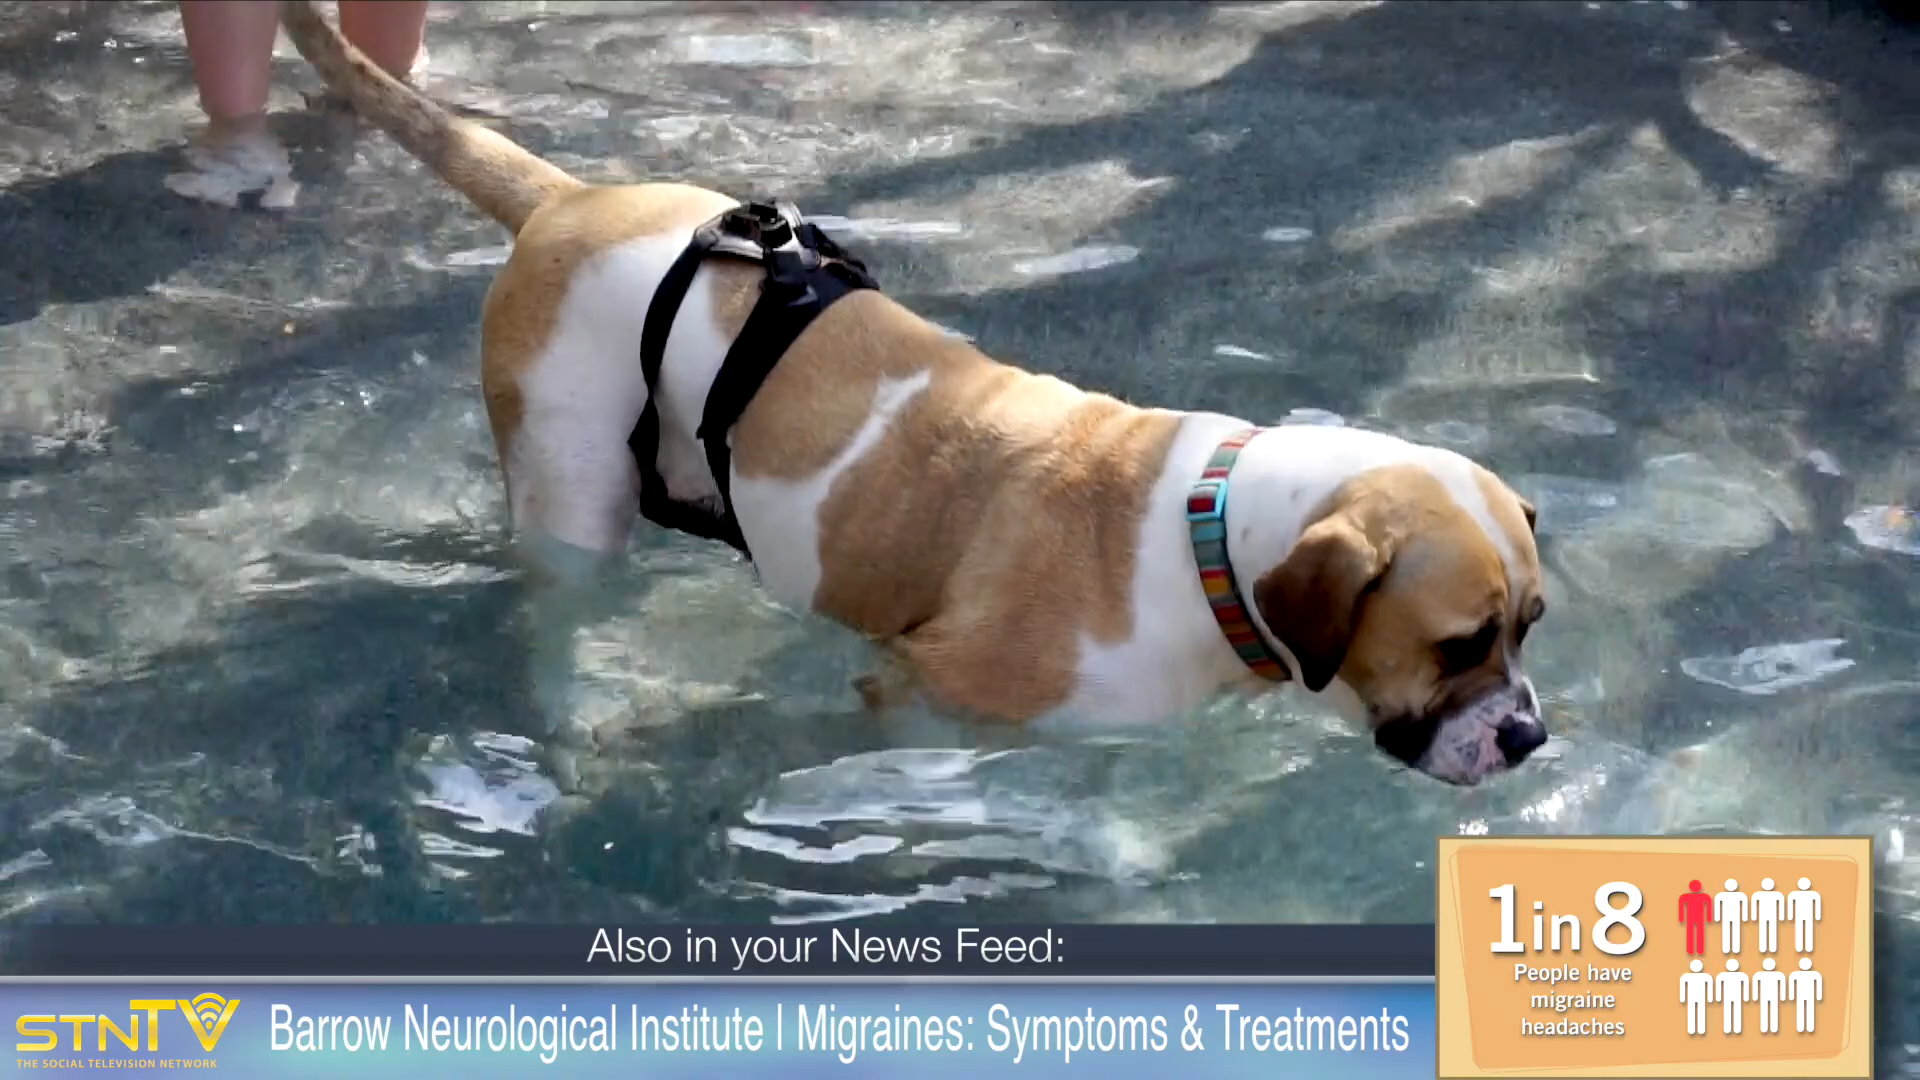 Also in your News Feed:
STNTV
THE SOCIAL TELEVISION NETWORK
Barrow Neurological Institute | Migraines: Symptoms & Treatments
1 in 8
People have
migraine
headaches